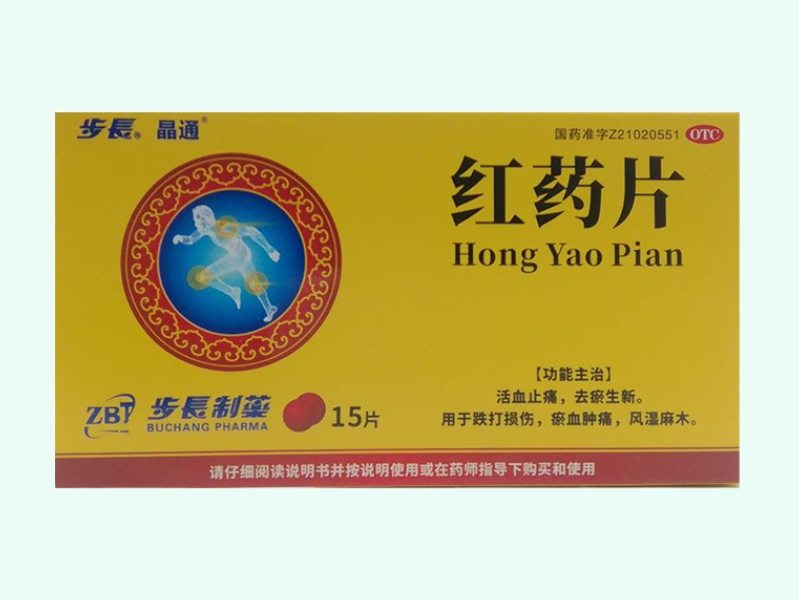 步長® 晶通®
国药准字Z21020551 OTC
红药片
Hong Yao Pian
【功能主治】
活血止痛，去瘀生新。
用于跌打损伤，瘀血肿痛，风湿麻木。
ZBT 步長制藥 15片
BUCHANG PHARMA
请仔细阅读说明书并按说明使用或在药师指导下购买和使用